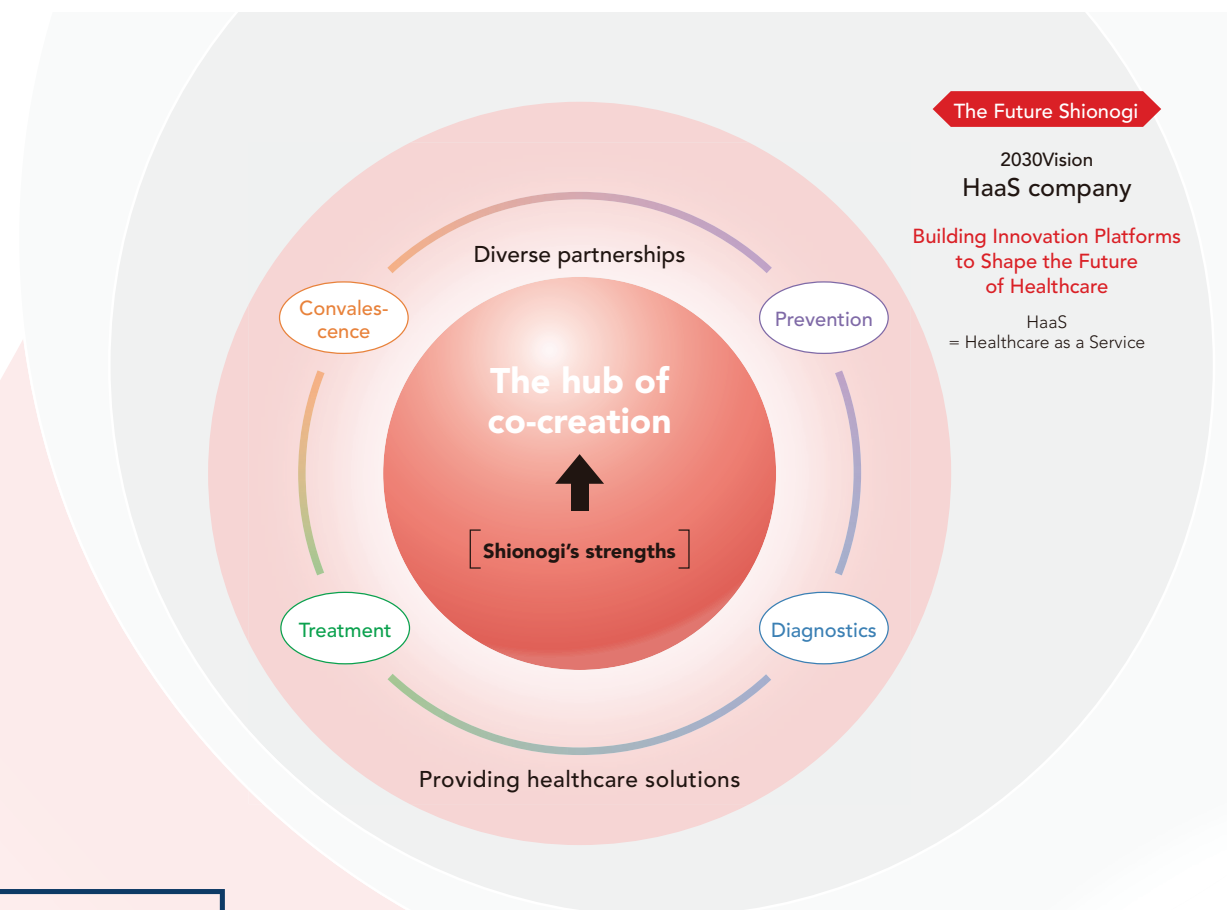 The Future Shionogi
2030Vision
HaaS company
Building Innovation Platforms
to Shape the Future
of Healthcare
HaaS
= Healthcare as a Service
Diverse partnerships
Convales-
cence
Prevention
The hub of
co-creation
Shionogi's strengths
Treatment
Diagnostics
Providing healthcare solutions